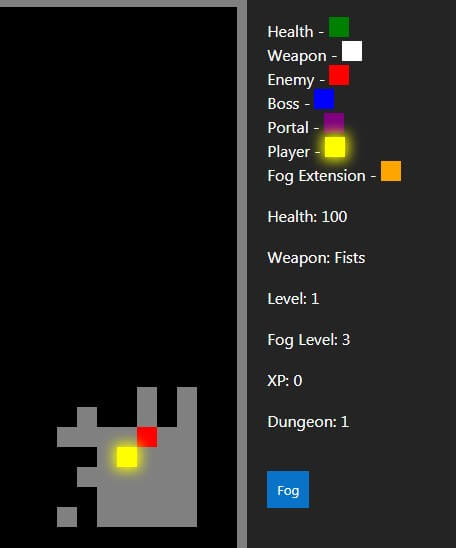 Health -
Weapon -
Enemy -
Boss -
Portal -
Player -
Fog Extension -
Health: 100
Weapon: Fists
Level: 1
Fog Level: 3
XP: 0
Dungeon: 1
Fog